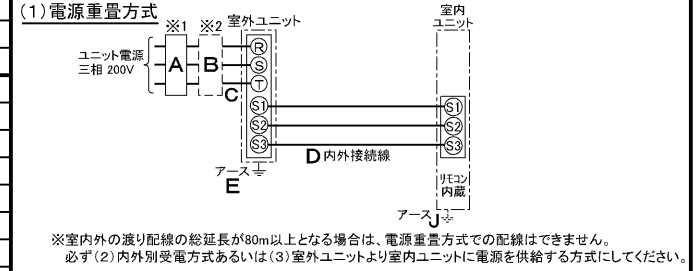 (1)電源重畳方式
※1 ※2 室外ユニット
室内
ユニット
ユニット電源
三相 200V
A
B
C
R
S
T
S1
S2
S3
S1
S2
S3
D 内外接続線
アース
E
リモコン
内蔵
アース
J
※室内外の渡り配線の総延長が80m以上となる場合は、電源重畳方式での配線はできません。
必ず(2)内外別受電方式あるいは(3)室外ユニットより室内ユニットに電源を供給する方式にしてください。